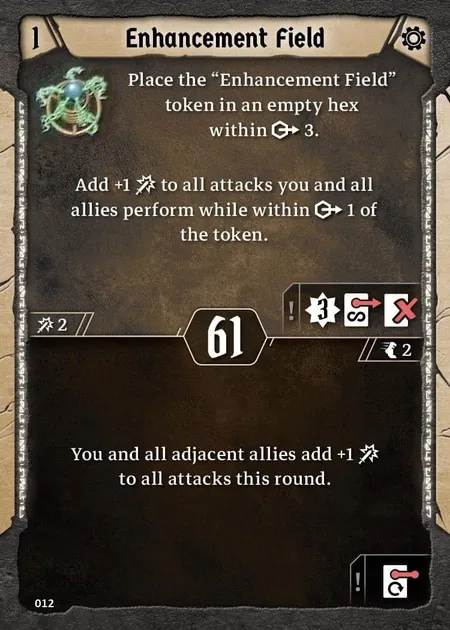 1 Enhancement Field
Place the “Enhancement Field”
token in an empty hex
within 3.
Add +1 to all attacks you and all
allies perform while within 1 of
the token.
! 3
2
61
2
You and all adjacent allies add +1
to all attacks this round.
!
012